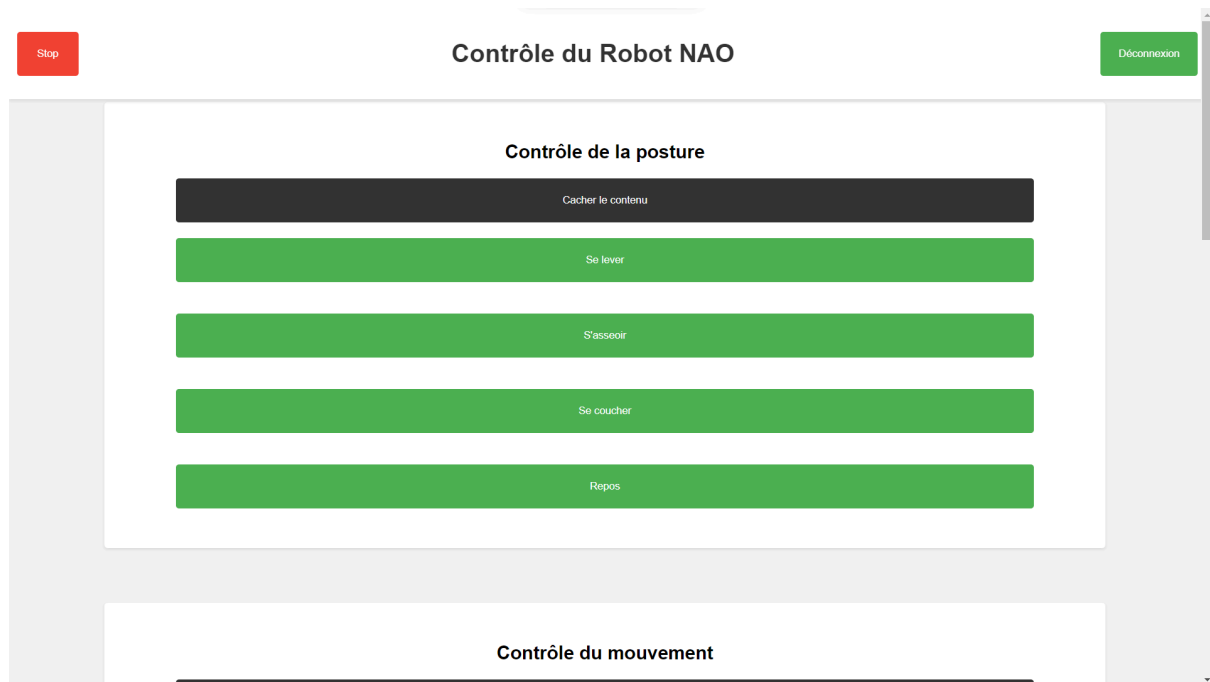 Stop
Contrôle du Robot NAO
Déconnexion
Contrôle de la posture
Cacher le contenu
Se lever
S'asseoir
Se coucher
Repos
Contrôle du mouvement